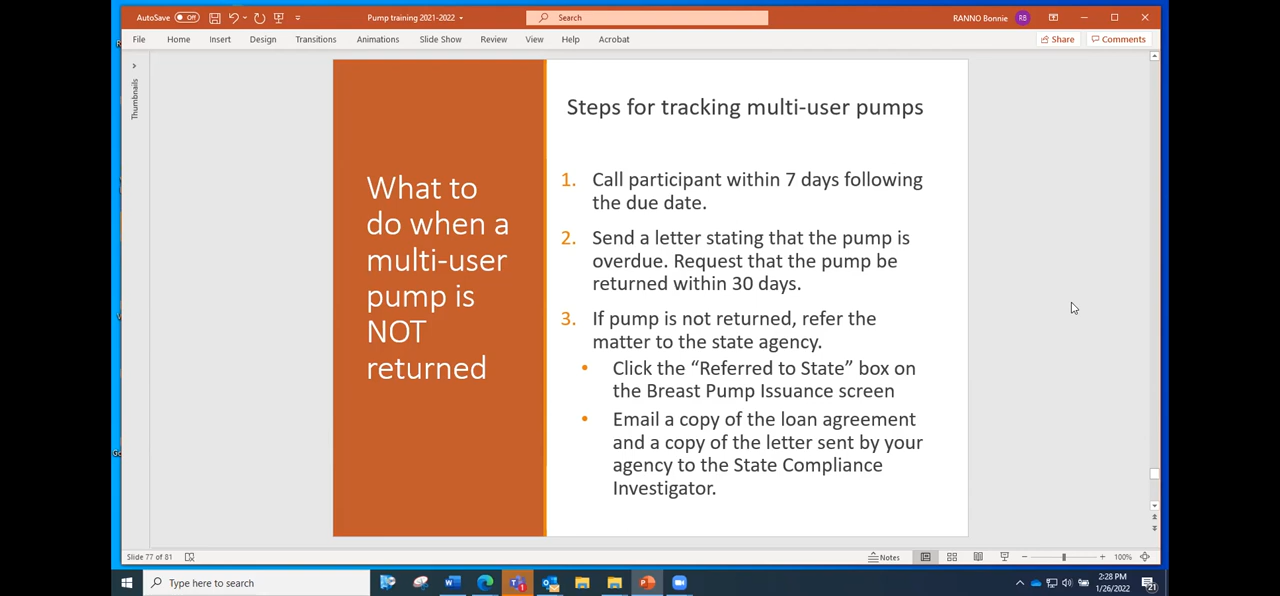 AutoSave Off
Pump training 2021-2022
Search
RANNO Bonnie RB
File Home Insert Design Transitions Animations Slide Show Review View Help Acrobat
Share Comments
Thumbnails
What to
do when a
multi-user
pump is
NOT
returned
Steps for tracking multi-user pumps
1. Call participant within 7 days following
the due date.
2. Send a letter stating that the pump is
overdue. Request that the pump be
returned within 30 days.
3. If pump is not returned, refer the
matter to the state agency.
• Click the “Referred to State” box on
the Breast Pump Issuance screen
• Email a copy of the loan agreement
and a copy of the letter sent by your
agency to the State Compliance
Investigator.
Slide 77 of 81
Notes
100%
Type here to search
2:28 PM
1/26/2022
21